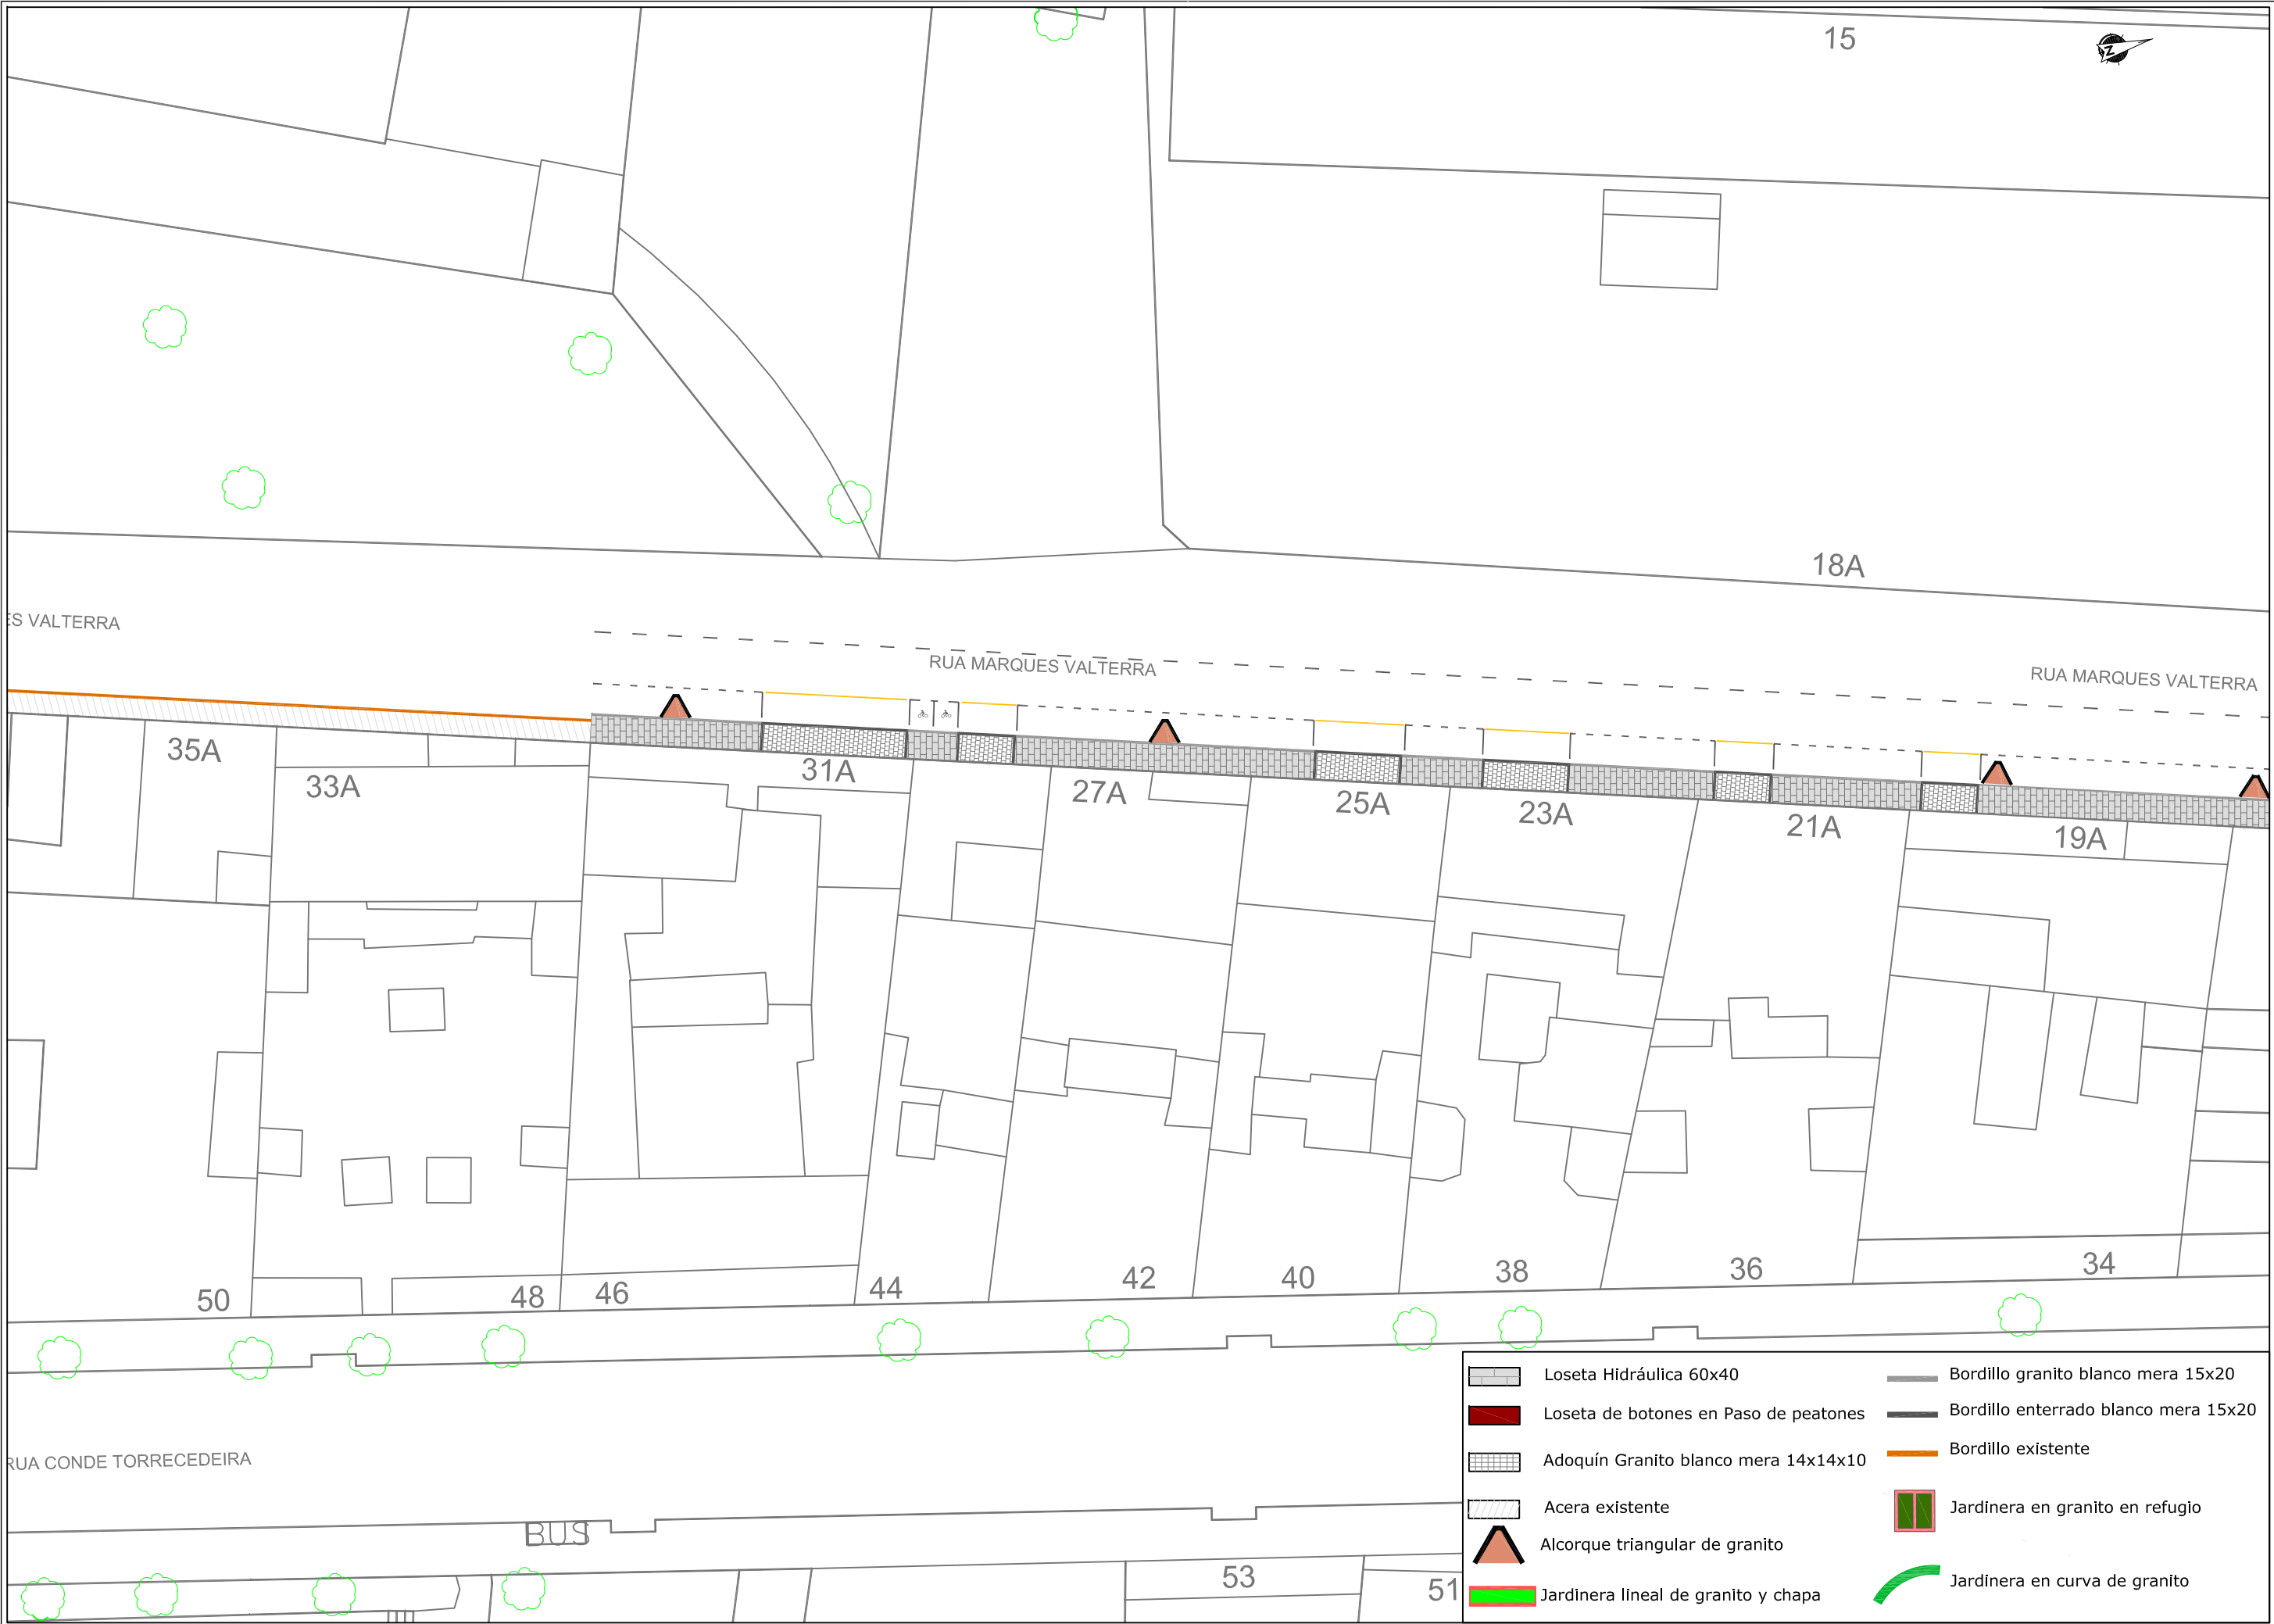 15
N
18A
ES VALTERRA
RUA MARQUES VALTERRA
RUA MARQUES VALTERRA
35A
33A
31A
27A
25A
23A
21A
19A
50
48
46
44
42
40
38
36
34
RUA CONDE TORRECEDEIRA
BUS
53
51
Loseta Hidráulica 60x40
Loseta de botones en Paso de peatones
Adoquín Granito blanco mera 14x14x10
Acera existente
Alcorque triangular de granito
Jardinera lineal de granito y chapa
Bordillo granito blanco mera 15x20
Bordillo enterrado blanco mera 15x20
Bordillo existente
Jardinera en granito en refugio
Jardinera en curva de granito